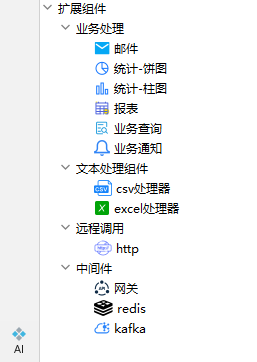 扩展组件
业务处理
邮件
统计-饼图
统计-柱图
报表
业务查询
业务通知
文本处理组件
CSV csv处理器
X excel处理器
远程调用
http http
中间件
API 网关
redis
kafka
AI